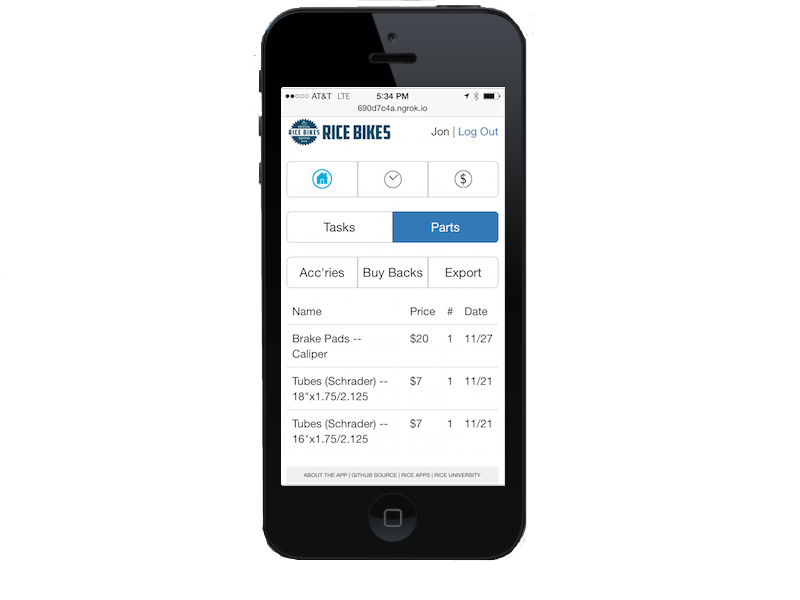 AT&T LTE 5:34 PM
690d7c4a.ngrok.io
RICE BIKES RICE BIKES Jon | Log Out
$
Tasks Parts
Acc'ries Buy Backs Export
Name Price # Date
Brake Pads -- $20 1 11/27
Caliper
Tubes (Schrader) -- $7 1 11/21
18"x1.75/2.125
Tubes (Schrader) -- $7 1 11/21
16"x1.75/2.125
ABOUT THE APP | GITHUB SOURCE | RICE APPS | RICE UNIVERSITY